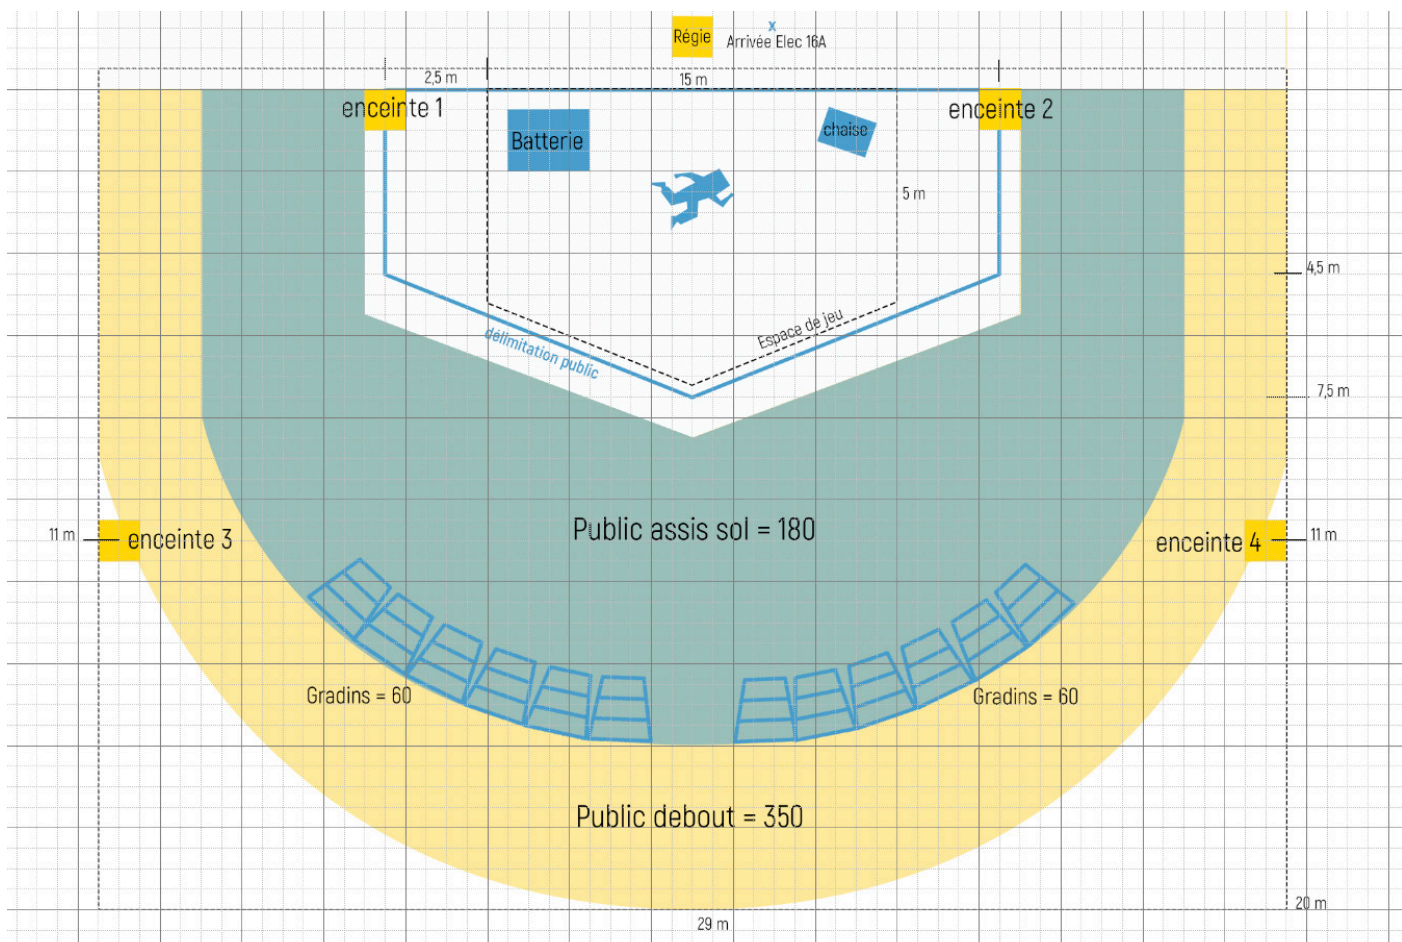 Régie
x
Arrivée Elec 16A
2,5 m
15 m
enceinte 1
enceinte 2
Batterie
chaise
5 m
4,5 m
délimitation public
Espace de jeu
7,5 m
Public assis sol = 180
11 m
enceinte 3
enceinte 4
11 m
Gradins = 60
Gradins = 60
Public debout = 350
29 m
20 m